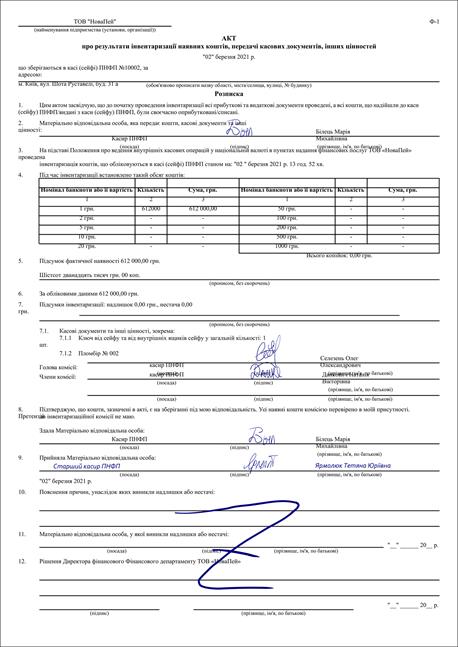 ТОВ "НоваПей"
(найменування підприємства (установи, організації))
Ф-1
АКТ
про результати інвентаризації наявних коштів, передачі касових документів, інших цінностей
"02" березня 2021 р.
що зберігаються в касі (сейфі) ПНФП №10002, за
адресою:
м. Київ, вул. Шота Руставелі, буд. 31 а
(обов'язково прописати назву області, міста/селища, вулиці, № будинку)
Розписка
1. Цим актом засвідчую, що до початку проведення інвентаризації всі прибуткові та видаткові документи проведені, а всі кошти, що надійшли до каси
(сейфу) ПНФП/видані з каси (сейфу) ПНФП, були своєчасно оприбутковані/списані.
2. Матеріально відповідальна особа, яка передає кошти, касові документи та інші
цінності:
Касир ПНФП
Білець Марія
Михайлівна
3. На підставі Положення про ведення внутрішніх касових операцій у національній валюті в пунктах надання фінансових послуг ТОВ «НоваПей»
проведена
інвентаризація коштів, що обліковуються в касі (сейфі) ПНФП станом на: "02 " березня 2021 р. 13 год. 52 хв.
4. Під час інвентаризації встановлено такий обсяг коштів:
Номінал банкноти або її вартість Кількість Сума, грн. Номінал банкноти або її вартість Кількість Сума, грн.
1 2 3 1 2 3
1 грн. 612000 612 000,00 50 грн. - -
2 грн. - - 100 грн. - -
5 грн. - - 200 грн. - -
10 грн. - - 500 грн. - -
20 грн. - - 1000 грн. - -
Всього копійок: 0,00 грн.
5. Підсумок фактичної наявності 612 000,00 грн.
Шістсот дванадцять тисяч грн. 00 коп.
(прописом, без скорочень)
6. За обліковими даними 612 000,00 грн.
7. Підсумки інвентаризації: надлишок 0,00 грн., нестача 0,00
грн.
(прописом, без скорочень)
7.1. Касові документи та інші цінності, зокрема:
7.1.1 Ключ від сейфу та від внутрішніх ящиків сейфу у загальній кількості: 1
шт.
7.1.2 Пломбір № 002
Селезень Олег
Голова комісії: касир ПНФП Олександрович
Члени комісії: касир ПНФП
(посада) (підпис) Вікторівна (прізвище, ім'я, по батькові)
8. Підтверджую, що кошти, зазначені в акті, є на зберіганні під мою відповідальність. Усі наявні кошти комісією перевірено в моїй присутності.
Претензій до інвентаризаційної комісії не маю.
Здала Матеріально відповідальна особа:
Касир ПНФП Білець Марія
Михайлівна
(посада) (підпис) (прізвище, ім'я, по батькові)
9. Прийняла Матеріально відповідальна особа:
Старший касир ПНФП Ярмолюк Тетяна Юріївна
(посада) (підпис) (прізвище, ім'я, по батькові)
"02" березня 2021 р.
10. Пояснення причин, унаслідок яких виникли надлишки або нестачі:
11. Матеріально відповідальна особа, у якої виникли надлишки або нестачі:
"__" ______ 20__ р.
(посада) (підпис) (прізвище, ім'я, по батькові)
12. Рішення Директора фінансового Фінансового департаменту ТОВ «НоваПей»
"__" ______ 20__ р.
(підпис) (прізвище, ім'я, по батькові)